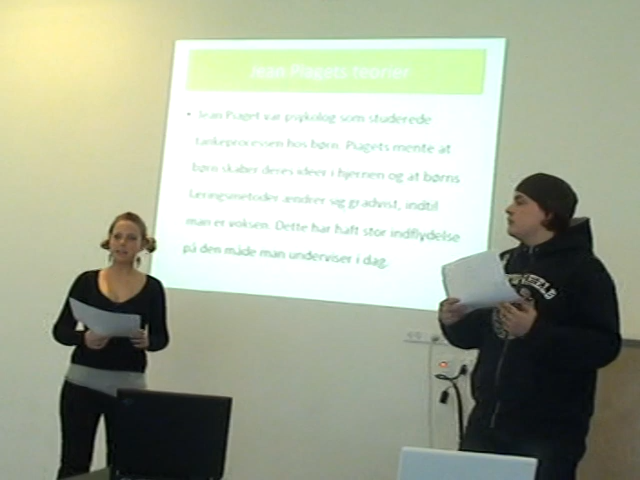 Jean Piagets teorier
• Jean Piaget var psykolog som studerede
tankeprocessen hos børn. Piagets mente at
børn skaber deres ideer i hjernen og at børns
læringsmetoder ændrer sig gradvist, indtil
man er voksen. Dette har haft stor indflydelse
på den måde man underviser i dag.